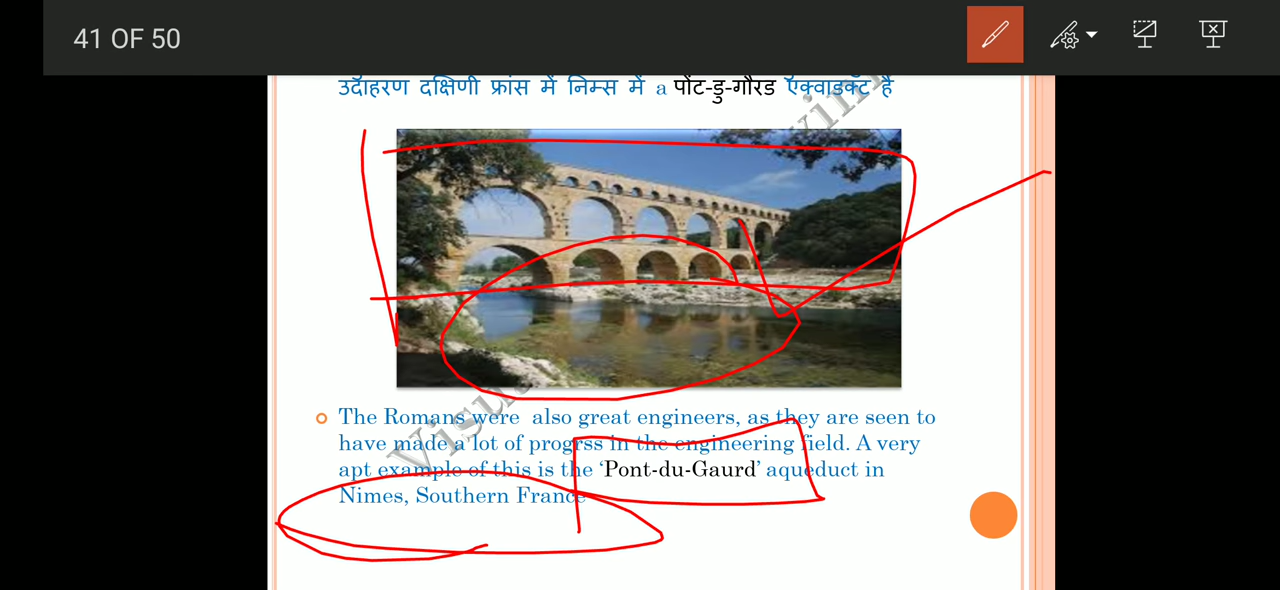 41 OF 50
उदाहरण दक्षिणी फ्रांस में निम्स में a पोंट-डु-गौरड ऍक्वाडक्ट है
The Romans were also great engineers, as they are seen to
have made a lot of progrss in the engineering field. A very
apt example of this is the ‘Pont-du-Gaurd’ aqueduct in
Nimes, Southern France